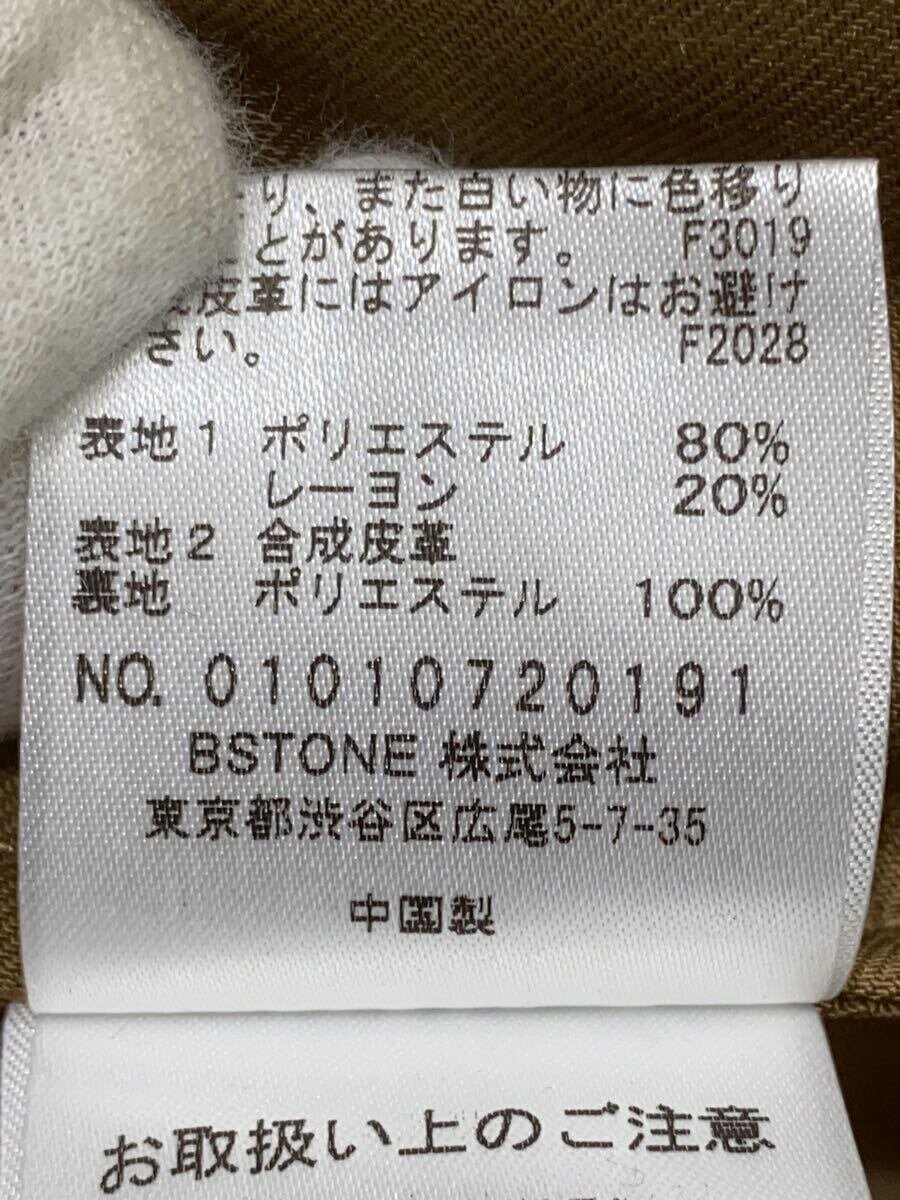 り、また白い物に色移り
とがあります。 F3019
皮革にはアイロンはお避け
さい。 F2028
表地1 ポリエステル 80%
レーヨン 20%
表地2 合成皮革
裏地 ポリエステル 100%
NO. 01010720191
BSTONE 株式会社
東京都渋谷区広尾5-7-35
中国製
お取扱い上のご注意